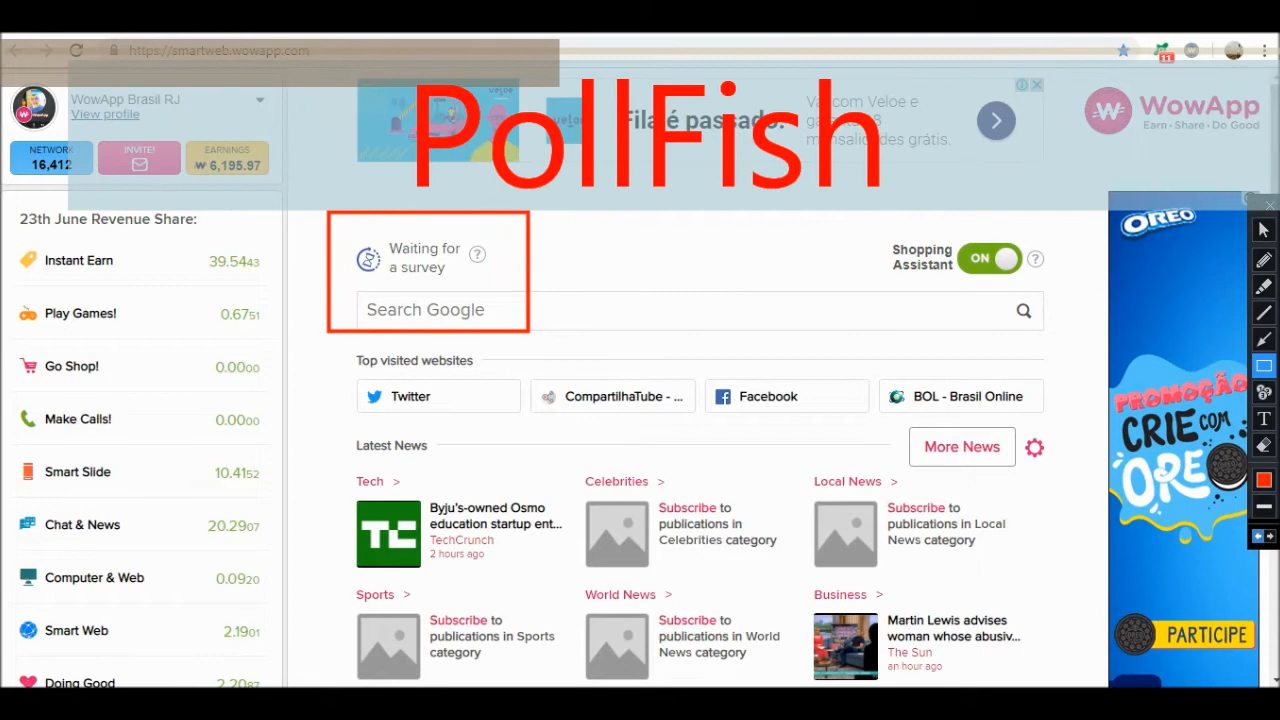 https://smartweb.wowapp.com
11
PollFish
WowApp Brasil RJ
View profile
NETWORK
16,412
INVITE!
EARNINGS
6,195.97
Fila é passado.
gratis.
WowApp
Earn - Share - Do Good
23th June Revenue Share:
Instant Earn 39.5443
Play Games! 0.6751
Go Shop! 0.0000
Make Calls! 0.0000
Smart Slide 10.4152
Chat & News 20.2907
Computer & Web 0.0920
Smart Web 2.1901
Doing Good 2.2087
Waiting for
a survey
?
Shopping
Assistant
ON
?
Search Google
Top visited websites
Twitter
CompartilhaTube - ...
Facebook
BOL - Brasil Online
Latest News
More News
Tech >
Celebrities >
Local News >
TC
Byju's-owned Osmo
education startup ent...
TechCrunch
2 hours ago
Subscribe to
publications in
Celebrities category
Subscribe to
publications in Local
News category
Sports >
World News >
Business >
Subscribe to
publications in Sports
category
Subscribe to
publications in World
News category
Martin Lewis advises
woman whose abusiv...
The Sun
an hour ago
OREO
PROMOÇÃO
CRIE COM
OREO
PARTICIPE
T